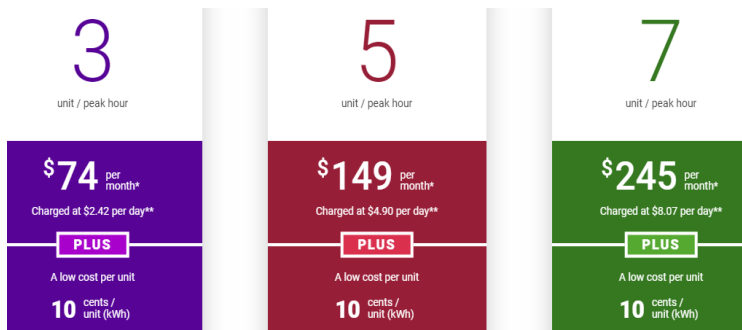 3
unit / peak hour
$74 per month*
Charged at $2.42 per day**
PLUS
A low cost per unit
10 cents / unit (kWh)
5
unit / peak hour
$149 per month*
Charged at $4.90 per day**
PLUS
A low cost per unit
10 cents / unit (kWh)
7
unit / peak hour
$245 per month*
Charged at $8.07 per day**
PLUS
A low cost per unit
10 cents / unit (kWh)